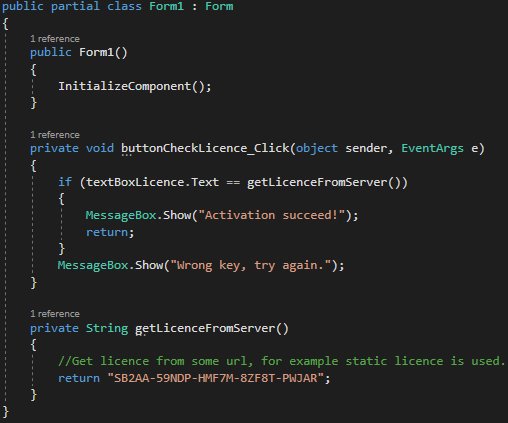 public partial class Form1 : Form
{
1 reference
public Form1()
{
InitializeComponent();
}
1 reference
private void buttonCheckLicence_Click(object sender, EventArgs e)
{
if (textBoxLicence.Text == getLicenceFromServer())
{
MessageBox.Show("Activation succeed!");
return;
}
MessageBox.Show("Wrong key, try again.");
}
1 reference
private String getLicenceFromServer()
{
//Get licence from some url, for example static licence is used.
return "SB2AA-59NDP-HMF7M-8ZF8T-PWJAR";
}
}